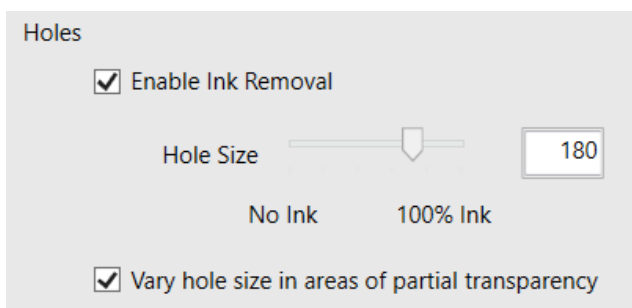 Holes
Enable Ink Removal
Hole Size 180
No Ink 100% Ink
Vary hole size in areas of partial transparency